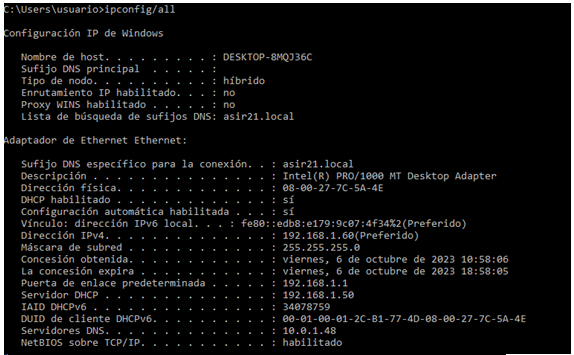 C:\Users\usuario>ipconfig/all
Configuración IP de Windows
Nombre de host. . . . . . . . . : DESKTOP-8MQJ36C
Sufijo DNS principal  . . . . . :
Tipo de nodo. . . . . . . . . . : híbrido
Enrutamiento IP habilitado. . . : no
Proxy WINS habilitado . . . . . : no
Lista de búsqueda de sufijos DNS: asir21.local
Adaptador de Ethernet Ethernet:
Sufijo DNS específico para la conexión. . : asir21.local
Descripción . . . . . . . . . . . . . . . : Intel(R) PRO/1000 MT Desktop Adapter
Dirección física. . . . . . . . . . . . . : 08-00-27-7C-5A-4E
DHCP habilitado . . . . . . . . . . . . . : sí
Configuración automática habilitada . . . : sí
Vínculo: dirección IPv6 local. . . : fe80::edb8:e179:9c07:4f34%2(Preferido)
Dirección IPv4. . . . . . . . . . . . . . : 192.168.1.60(Preferido)
Máscara de subred . . . . . . . . . . . . : 255.255.255.0
Concesión obtenida. . . . . . . . . . . . : viernes, 6 de octubre de 2023 10:58:06
La concesión expira . . . . . . . . . . . : viernes, 6 de octubre de 2023 18:58:05
Puerta de enlace predeterminada . . . . . : 192.168.1.1
Servidor DHCP . . . . . . . . . . . . . . : 192.168.1.50
IAID DHCPv6 . . . . . . . . . . . . . . . : 34078759
DUID de cliente DHCPv6. . . . . . . . . . : 00-01-00-01-2C-B1-77-4D-08-00-27-7C-5A-4E
Servidores DNS. . . . . . . . . . . . . . : 10.0.1.48
NetBIOS sobre TCP/IP. . . . . . . . . . . : habilitado